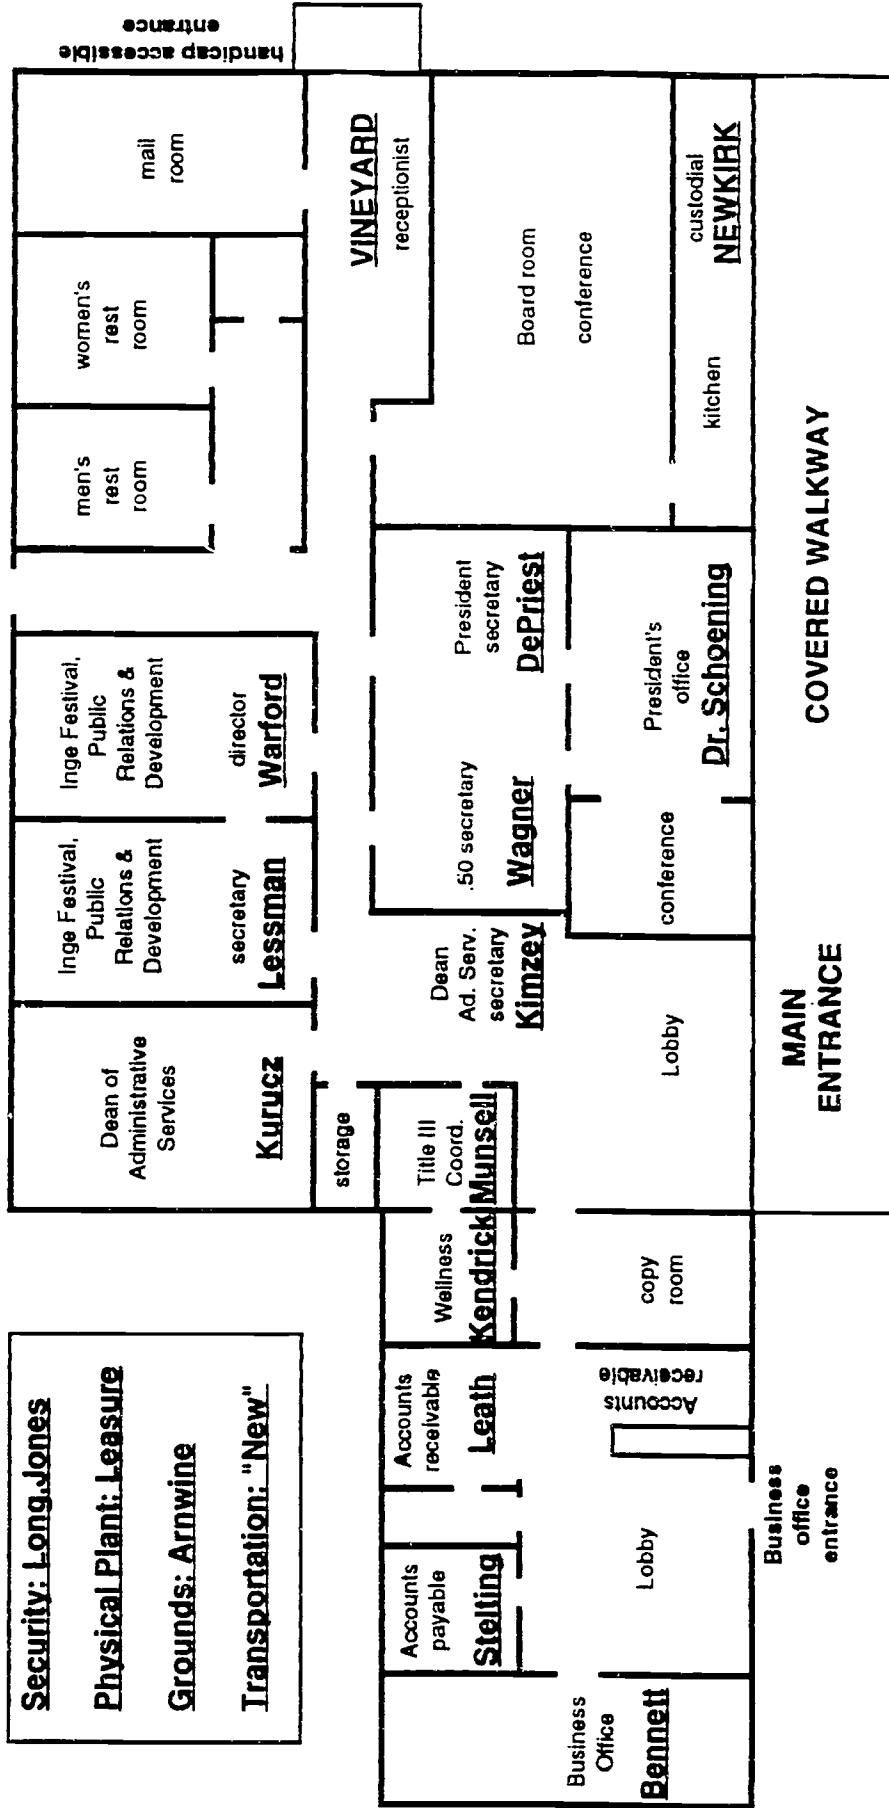 Security: Long,Jones
Physical Plant: Leasure
Grounds: Arnwine
Transportation: "New"
Dean of
Administrative
Services
Kurucz
Inge Festival,
Public
Relations &
Development
secretary
Lessman
Inge Festival,
Public
Relations &
Development
director
Warford
men's
rest
room
women's
rest
room
mail
room
handicap accessible
entrance
storage
Title III
Coord.
Munsell
Wellness
Kendrick
Accounts
receivable
Leath
Accounts
payable
Stelting
Business
Office
Bennett
Lobby
Accounts
receivable
copy
room
Lobby
Dean
Ad. Serv.
secretary
Kimzey
.50 secretary
Wagner
President
secretary
DePriest
conference
President's
office
Dr. Schoening
VINEYARD
receptionist
Board room
conference
kitchen
custodial
NEWKIRK
Business
office
entrance
MAIN
ENTRANCE
COVERED WALKWAY